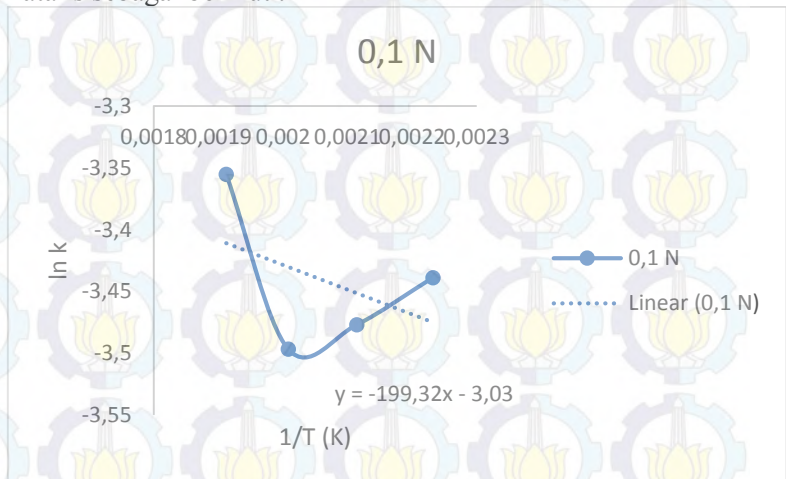 0,1 N
-3,3
0,0018 0,0019 0,002 0,0021 0,0022 0,0023
-3,35
-3,4
ln k
-3,45
0,1 N
Linear (0,1 N)
-3,5
y = -199,32x - 3,03
-3,55
1/T (K)